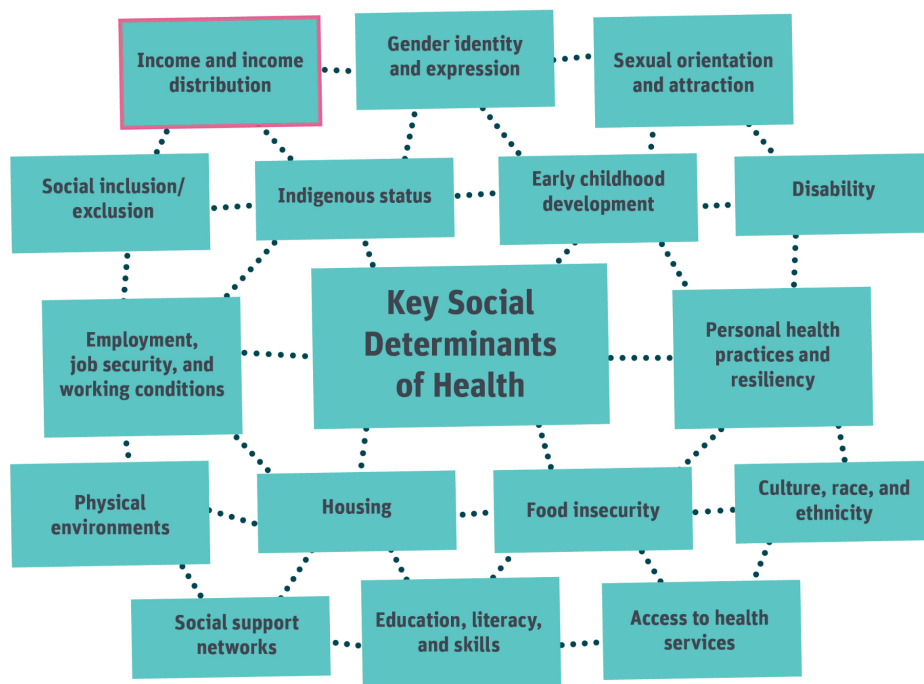 Income and income
distribution
Gender identity
and expression
Sexual orientation
and attraction
Social inclusion/
exclusion
Indigenous status
Early childhood
development
Disability
Employment,
job security, and
working conditions
Key Social
Determinants
of Health
Personal health
practices and
resiliency
Physical
environments
Housing
Food insecurity
Culture, race, and
ethnicity
Social support
networks
Education, literacy,
and skills
Access to health
services